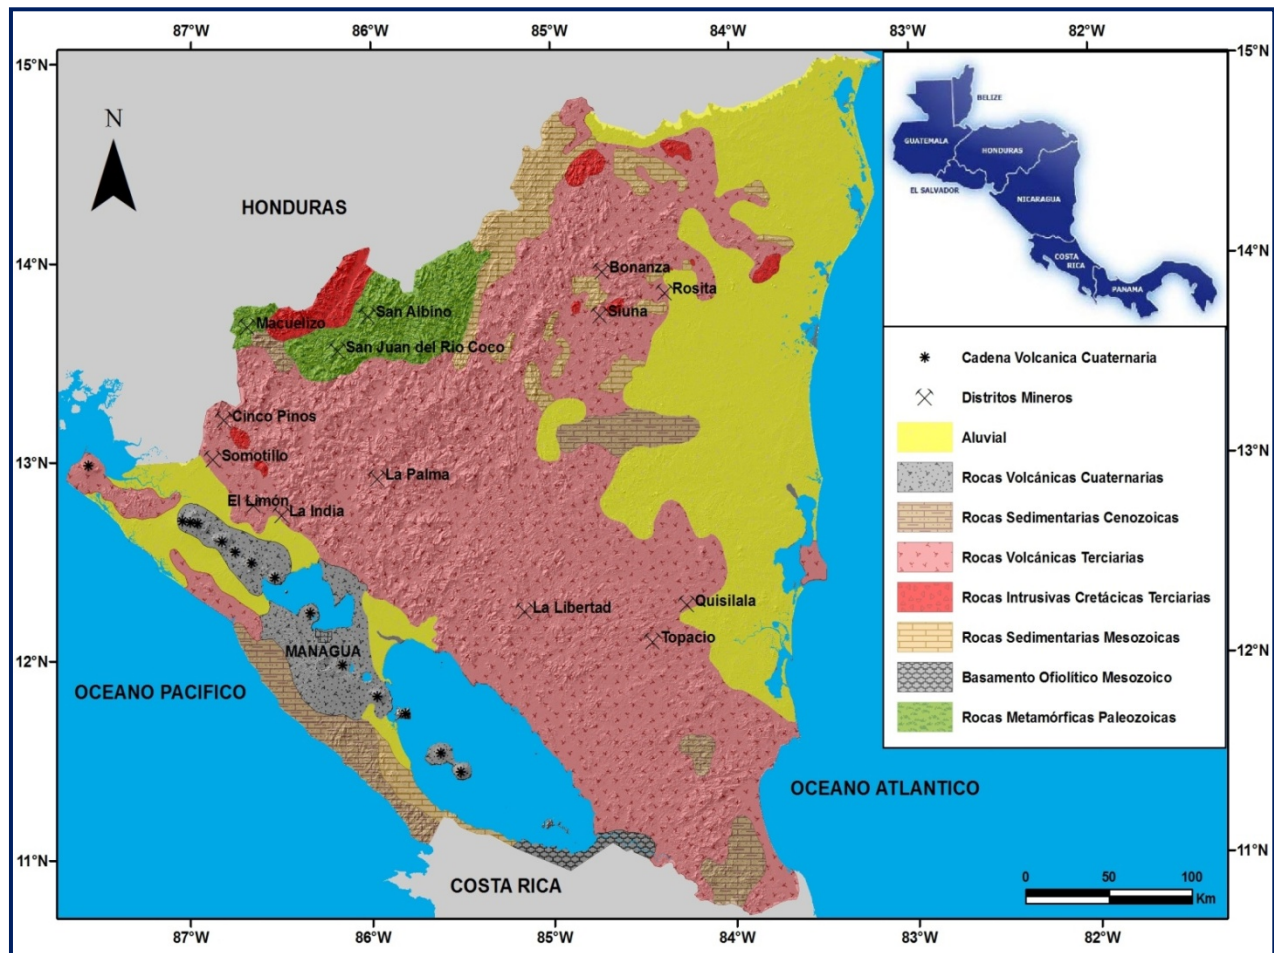 87°W 86°W 85°W 84°W 83°W 82°W
15°N
15°N
N
HONDURAS
14°N
14°N
Bonanza
Rosita
San Albino
Siuna
Macuelizo
San Juan del Rio Coco
Cinco Pinos
13°N
13°N
Somotillo
La Palma
El Limón
La India
La Libertad
Quisilala
Topacio
12°N
12°N
MANAGUA
OCEANO PACIFICO
OCEANO ATLANTICO
11°N
11°N
COSTA RICA
BELIZE
GUATEMALA
HONDURAS
EL SALVADOR
NICARAGUA
COSTA
RICA
PANAMA
Cadena Volcanica Cuaternaria
Distritos Mineros
Aluvial
Rocas Volcánicas Cuaternarias
Rocas Sedimentarias Cenozoicas
Rocas Volcánicas Terciarias
Rocas Intrusivas Cretácicas Terciarias
Rocas Sedimentarias Mesozoicas
Basamento Ofiolítico Mesozoico
Rocas Metamórficas Paleozoicas
0 50 100
Km
87°W 86°W 85°W 84°W 83°W 82°W